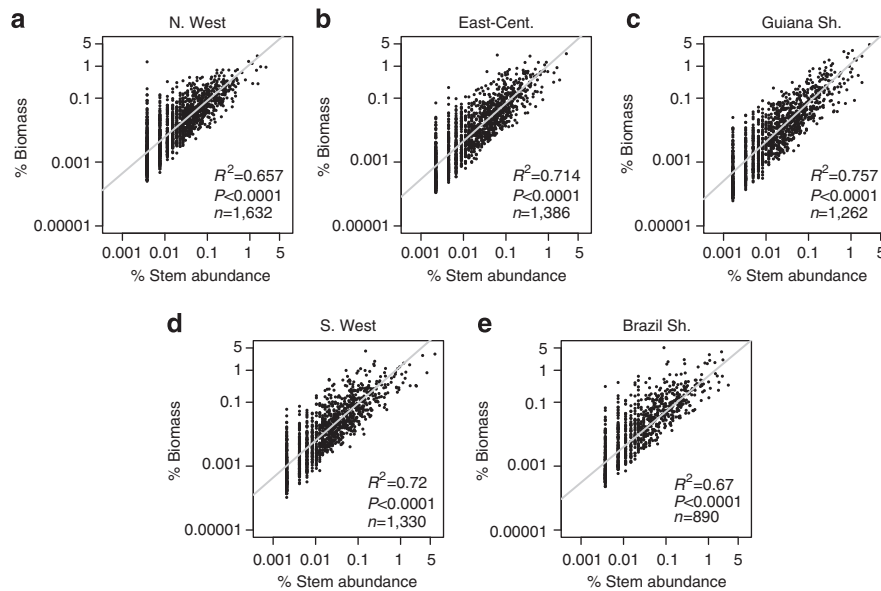 a
N. West
5
1
0.1
0.001
0.00001
% Biomass
R²=0.657
P<0.0001
n=1,632
0.001 0.01 0.1 1 5
% Stem abundance
b
East-Cent.
5
1
0.1
0.001
0.00001
% Biomass
R²=0.714
P<0.0001
n=1,386
0.001 0.01 0.1 1 5
% Stem abundance
c
Guiana Sh.
5
1
0.1
0.001
0.00001
% Biomass
R²=0.757
P<0.0001
n=1,262
0.001 0.01 0.1 1 5
% Stem abundance
d
S. West
5
1
0.1
0.001
0.00001
% Biomass
R²=0.72
P<0.0001
n=1,330
0.001 0.01 0.1 1 5
% Stem abundance
e
Brazil Sh.
5
1
0.1
0.001
0.00001
% Biomass
R²=0.67
P<0.0001
n=890
0.001 0.01 0.1 1 5
% Stem abundance